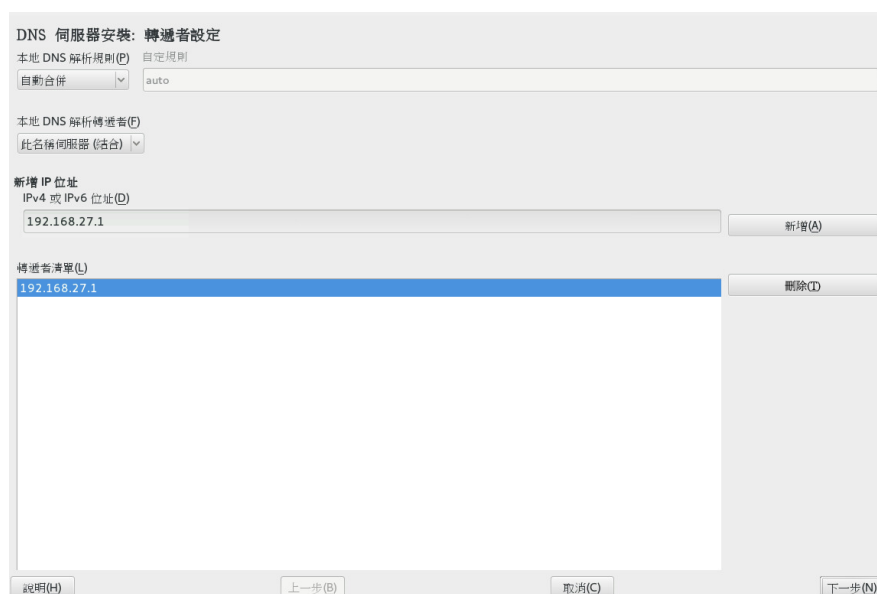 DNS 伺服器安裝: 轉遞者設定
本地 DNS 解析規則(P) 自定規則
自動合併 auto
本地 DNS 解析轉遞者(F)
此名稱伺服器 (結合)
新增 IP 位址
IPv4 或 IPv6 位址(D)
192.168.27.1 新增(A)
轉遞者清單(L)
192.168.27.1 刪除(T)
說明(H) 上一步(B) 取消(C) 下一步(N)